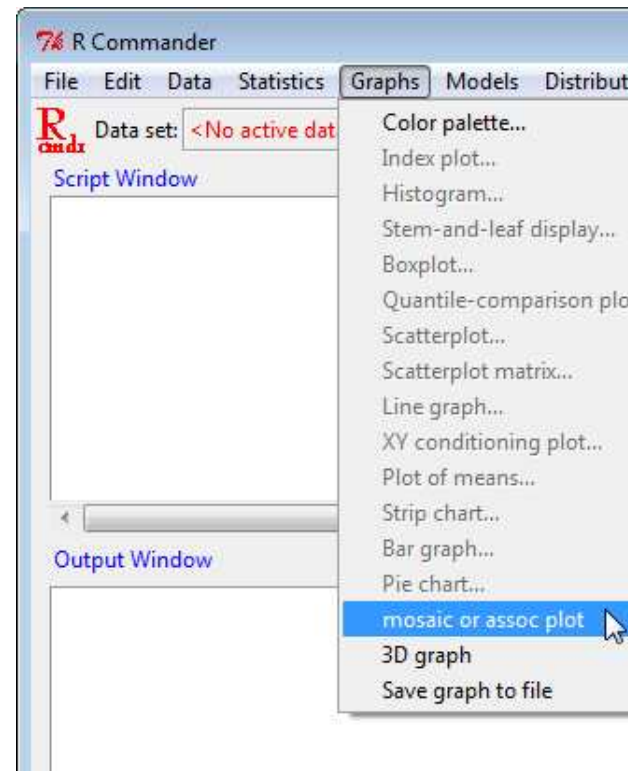 R Commander
File Edit Data Statistics Graphs Models Distribut
R cmdr Data set: <No active dat
Script Window
Output Window
Color palette...
Index plot...
Histogram...
Stem-and-leaf display...
Boxplot...
Quantile-comparison plo
Scatterplot...
Scatterplot matrix...
Line graph...
XY conditioning plot...
Plot of means...
Strip chart...
Bar graph...
Pie chart...
mosaic or assoc plot
3D graph
Save graph to file